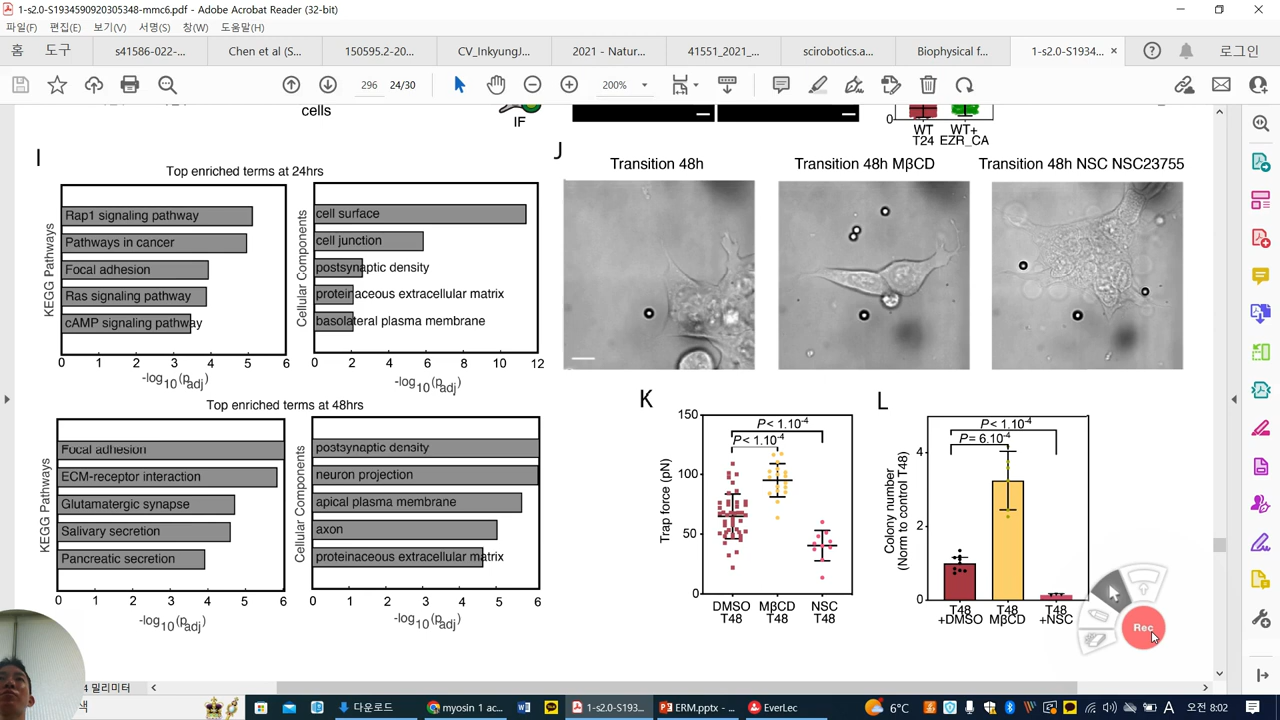 1-s2.0-S1934590920305348-mmc6.pdf - Adobe Acrobat Reader (32-bit)
파일(F) 편집(E) 보기(V) 서명(S) 창(W) 도움말(H)
홈 도구 s41586-022-... Chen et al (S... 150595.2-20... CV_InkyungJ... 2021 - Natur... 41551_2021_... scirobotics.a... Biophysical f... 1-s2.0-S1934... × 로그인
296 24/30 200%
cells
IF
0
WT WT+
T24 EZR_CA
I
Top enriched terms at 24hrs
KEGG Pathways
Rap1 signaling pathway
Pathways in cancer
Focal adhesion
Ras signaling pathway
cAMP signaling pathway
0 1 2 3 4 5 6
-log10(padj)
Cellular Components
cell surface
cell junction
postsynaptic density
proteinaceous extracellular matrix
basolateral plasma membrane
0 2 4 6 8 10 12
-log10(padj)
Top enriched terms at 48hrs
KEGG Pathways
Focal adhesion
ECM-receptor interaction
Glutamatergic synapse
Salivary secretion
Pancreatic secretion
0 1 2 3 4 5 6
-log10(padj)
Cellular Components
postsynaptic density
neuron projection
apical plasma membrane
axon
proteinaceous extracellular matrix
0 1 2 3 4 5 6
-log10(padj)
J
Transition 48h Transition 48h MβCD Transition 48h NSC NSC23755
K
Trap force (pN)
150
100
50
0
P< 1.10-4
P< 1.10-4
DMSO MβCD NSC
T48 T48 T48
L
Colony number
(Norm to control T48)
4
2
0
P< 1.10-4
P= 6.10-4
T48 T48 T48
+DMSO MβCD +NSC
Rec
4 밀리미터
색 다운로드 myosin 1 ac... 1-s2.0-S193... ERM.pptx - ... EverLec 6°C A 오전 8:02